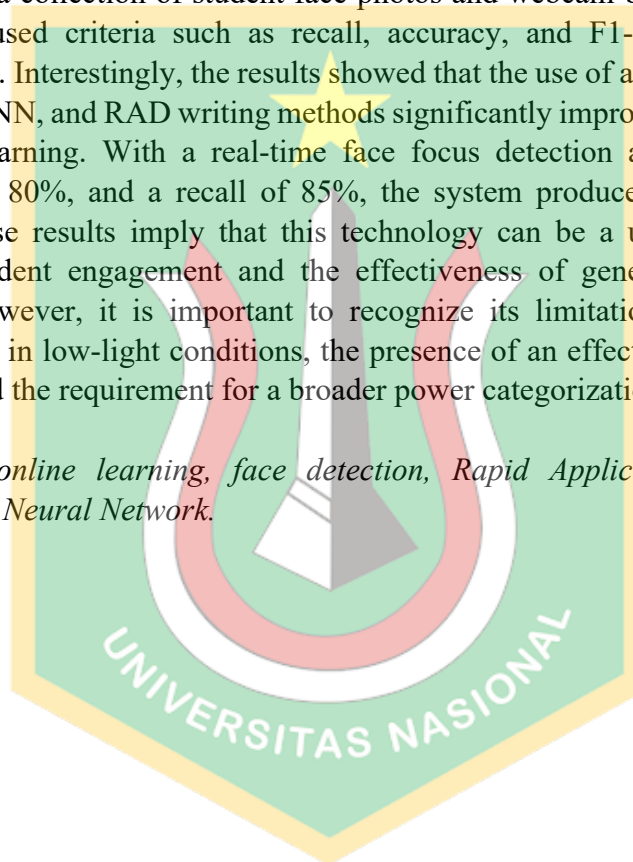 a collection of student face photos and webcam
used criteria such as recall, accuracy, and F1-
. Interestingly, the results showed that the use of a
NN, and RAD writing methods significantly impro
arning. With a real-time face focus detection a
80%, and a recall of 85%, the system produce
se results imply that this technology can be a u
dent engagement and the effectiveness of gene
owever, it is important to recognize its limitatio
in low-light conditions, the presence of an effect
d the requirement for a broader power categorizati
online learning, face detection, Rapid Applic
Neural Network.
UNIVERSITAS NASIONAL